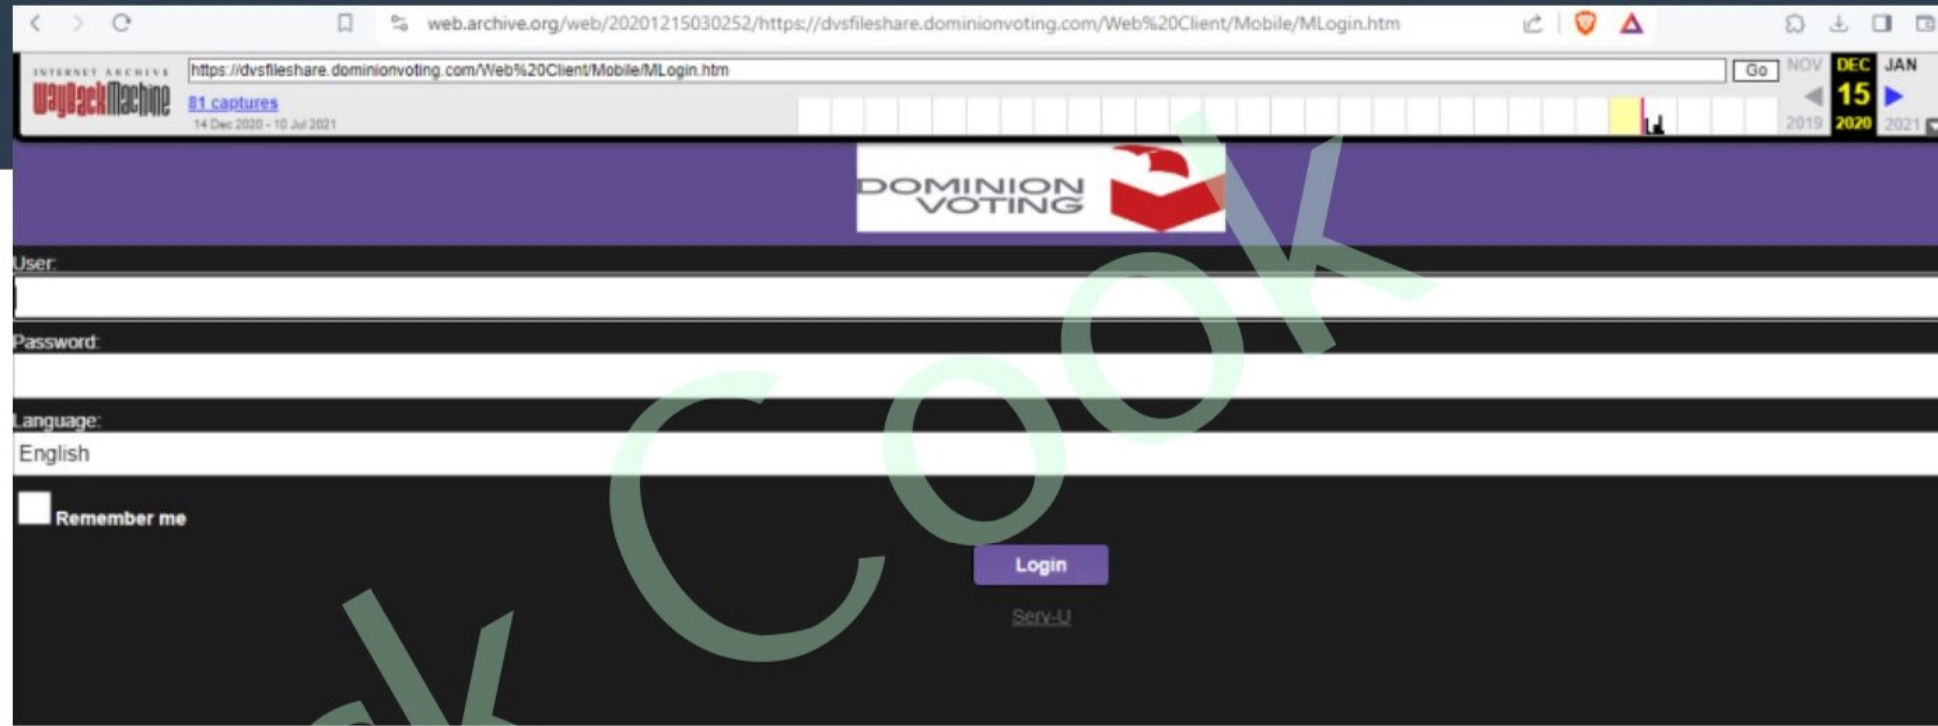 web.archive.org/web/20201215030252/https://dvsfileshare.dominionvoting.com/Web%20Client/Mobile/MLogin.htm
INTERNET ARCHIVE
WayBackMachine
https://dvsfileshare.dominionvoting.com/Web%20Client/Mobile/MLogin.htm
Go
NOV DEC JAN
81 captures
15
14 Dec 2020 - 10 Jul 2021
2019 2020 2021
DOMINION
VOTING
User:
Password:
Language:
English
Remember me
Login
Serv-U
k Cook